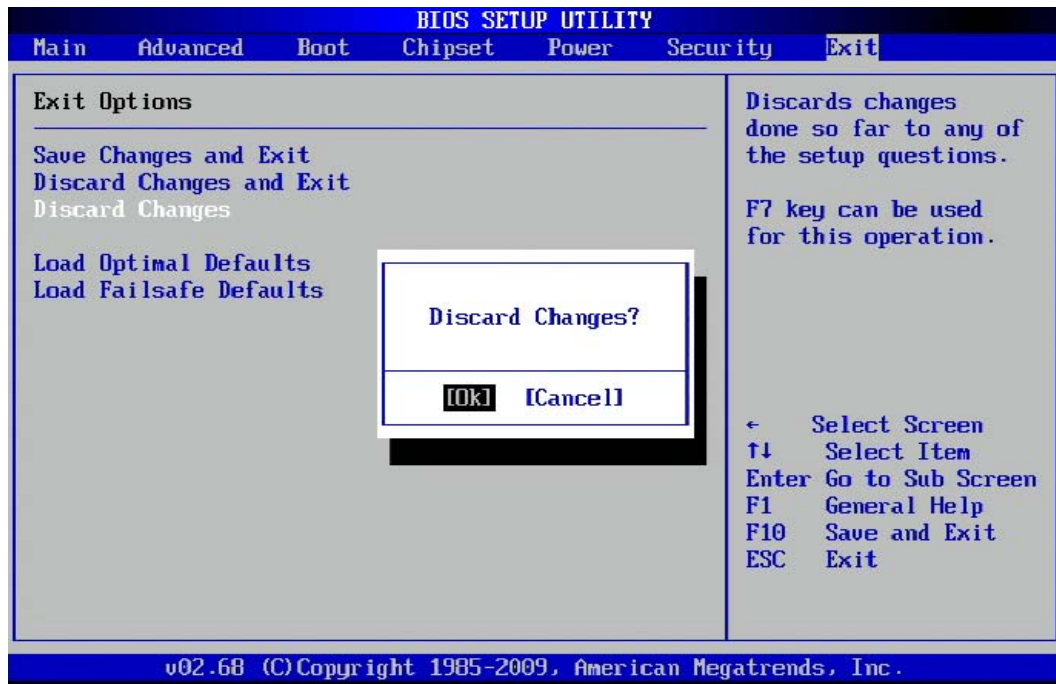 BIOS SETUP UTILITY
Main Advanced Boot Chipset Power Security Exit
Exit Options
Save Changes and Exit
Discard Changes and Exit
Discard Changes
Load Optimal Defaults
Load Failsafe Defaults
Discard Changes?
[Ok] [Cancel]
Discards changes
done so far to any of
the setup questions.
F7 key can be used
for this operation.
← Select Screen
↑↓ Select Item
Enter Go to Sub Screen
F1 General Help
F10 Save and Exit
ESC Exit
v02.68 (C)Copyright 1985-2009, American Megatrends, Inc.